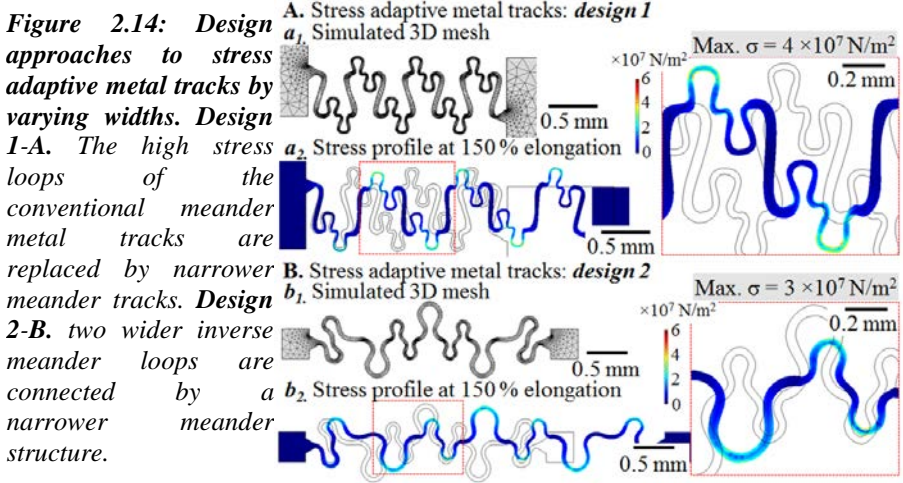 Figure 2.14: Design
approaches to stress
adaptive metal tracks by
varying widths. Design
1-A. The high stress
loops of the
conventional meander
metal tracks are
replaced by narrower
meander tracks. Design
2-B. two wider inverse
meander loops are
connected by a
narrower meander
structure.
A. Stress adaptive metal tracks: design 1
a1. Simulated 3D mesh
0.5 mm
×10⁷ N/m²
6
4
2
0
Max. σ = 4 ×10⁷ N/m²
0.2 mm
a2. Stress profile at 150 % elongation
0.5 mm
B. Stress adaptive metal tracks: design 2
b1. Simulated 3D mesh
0.5 mm
×10⁷ N/m²
6
4
2
0
Max. σ = 3 ×10⁷ N/m²
0.2 mm
b2. Stress profile at 150 % elongation
0.5 mm